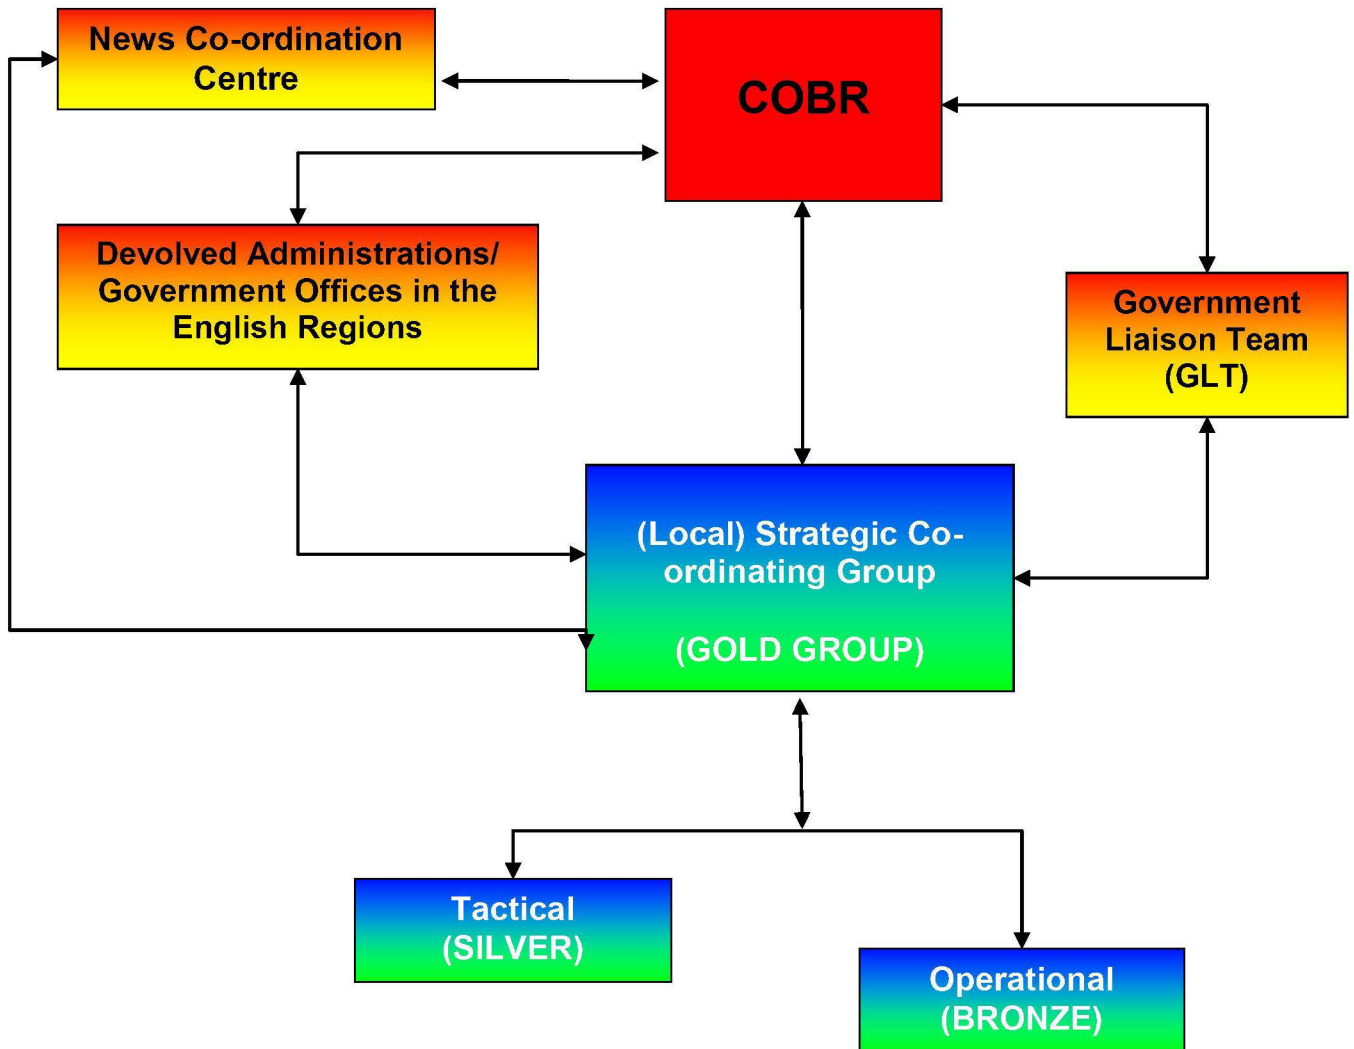 News Co-ordination
Centre
COBR
Devolved Administrations/
Government Offices in the
English Regions
Government
Liaison Team
(GLT)
(Local) Strategic Co-
ordinating Group
(GOLD GROUP)
Tactical
(SILVER)
Operational
(BRONZE)